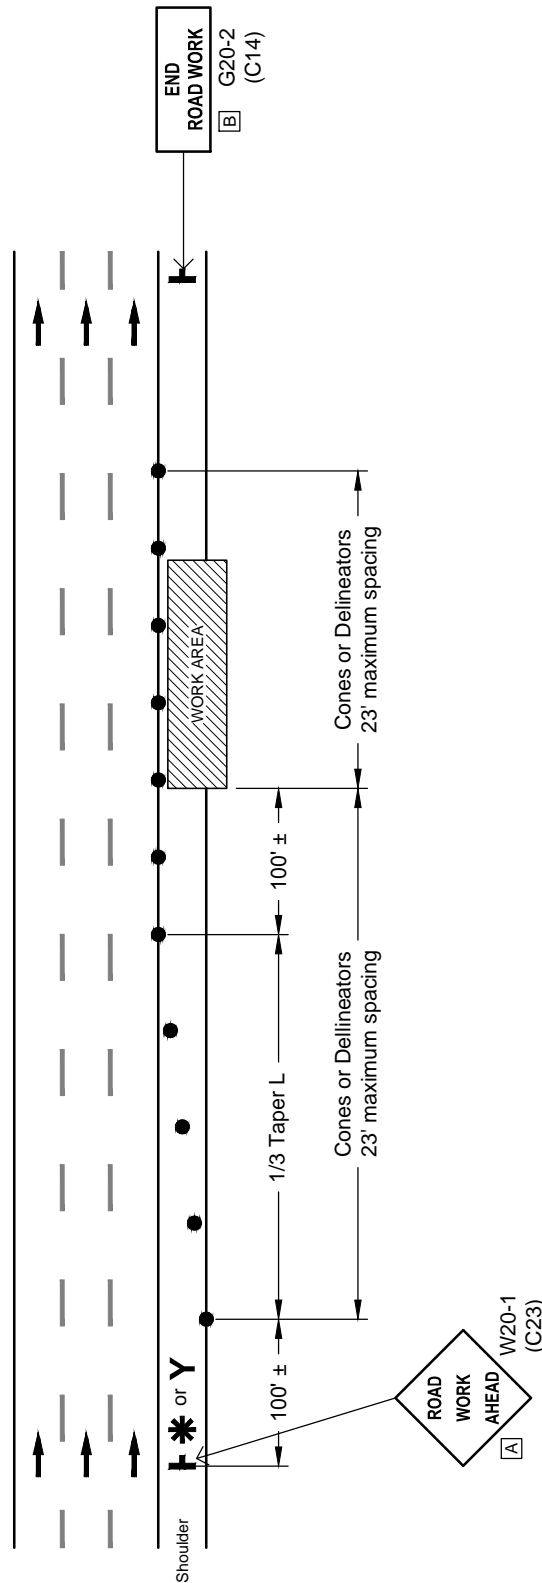 Shoulder
* or Y
100' ±
1/3 Taper L
100' ±
Cones or Dellineators
23' maximum spacing
Cones or Delineators
23' maximum spacing
WORK AREA
ROAD
WORK
AHEAD
A
W20-1
(C23)
END
ROAD WORK
B
G20-2
(C14)